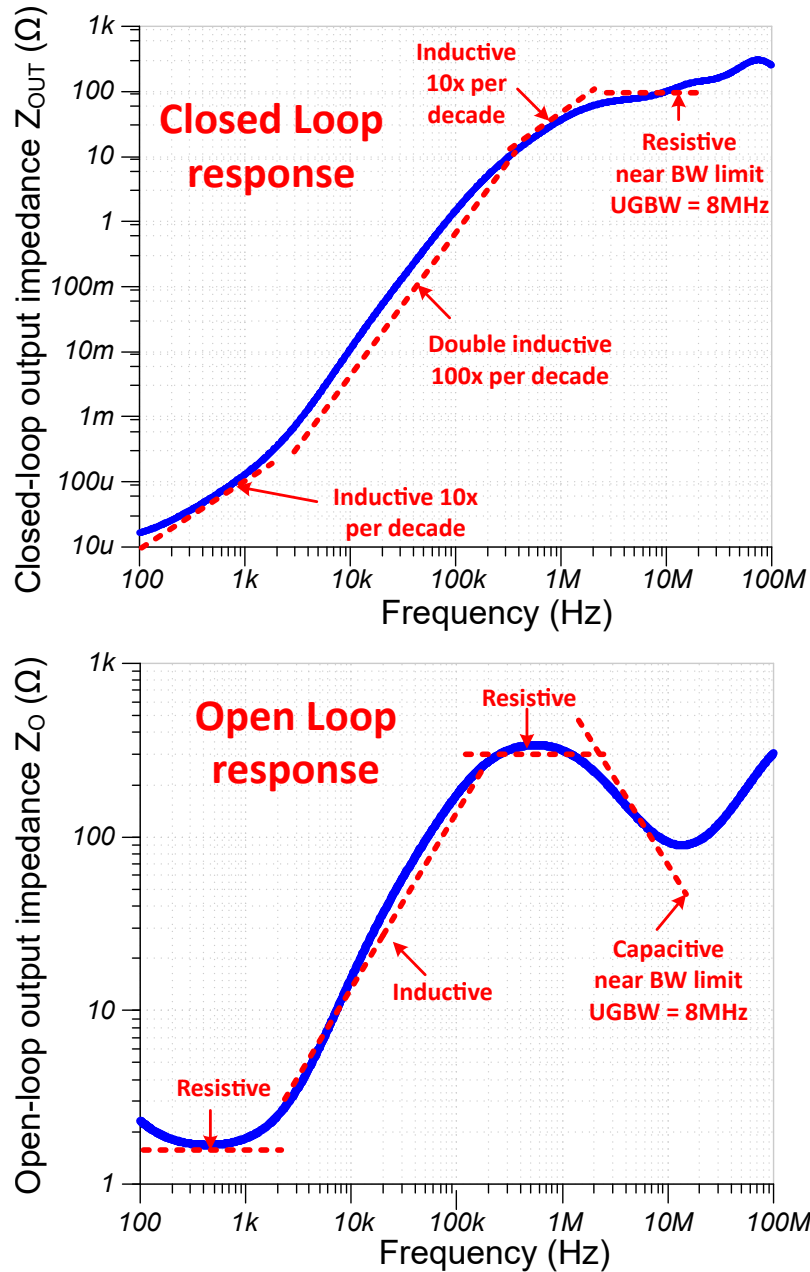 Closed-loop output impedance Z_OUT (Ω)
1k
100
10
1
100m
10m
1m
100u
10u
Closed Loop
response
Inductive
10x per
decade
Resistive
near BW limit
UGBW = 8MHz
Double inductive
100x per decade
Inductive 10x
per decade
100 1k 10k 100k 1M 10M 100M
Frequency (Hz)
Open-loop output impedance Z_O (Ω)
1k
100
10
1
Open Loop
response
Resistive
Inductive
Capacitive
near BW limit
UGBW = 8MHz
Resistive
100 1k 10k 100k 1M 10M 100M
Frequency (Hz)